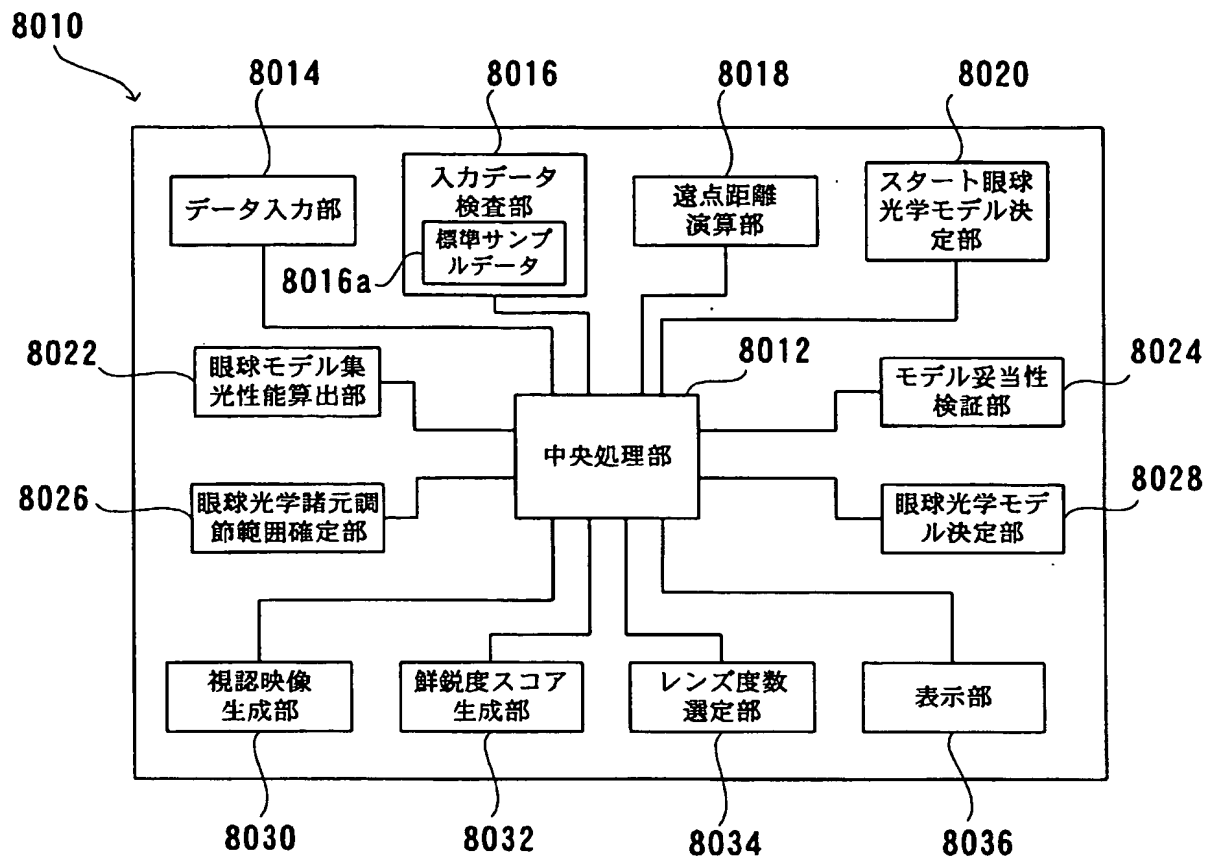 8010
8014
8016
8018
8020
データ入力部
入力データ
検査部
標準サンプ
ルデータ
8016a
遠点距離
演算部
スタート眼球
光学モデル決
定部
8022
眼球モデル集
光性能算出部
8012
中央処理部
モデル妥当性
検証部
8024
8026
眼球光学諸元調
節範囲確定部
眼球光学モデ
ル決定部
8028
視認映像
生成部
鮮鋭度スコア
生成部
レンズ度数
選定部
表示部
8030
8032
8034
8036